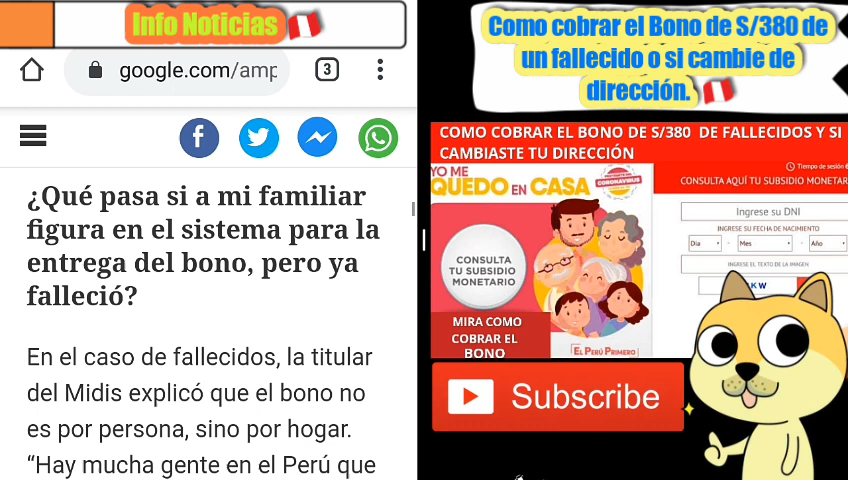 Info Noticias
google.com/amp
3
¿Qué pasa si a mi familiar
figura en el sistema para la
entrega del bono, pero ya
falleció?
En el caso de fallecidos, la titular
del Midis explicó que el bono no
es por persona, sino por hogar.
“Hay mucha gente en el Perú que
Como cobrar el Bono de S/380 de
un fallecido o si cambie de
dirección.
COMO COBRAR EL BONO DE S/380 DE FALLECIDOS Y SI
CAMBIASTE TU DIRECCIÓN
YO ME
QUEDO EN CASA
CORONAVIRUS
CONSULTA
TU SUBSIDIO
MONETARIO
MIRA COMO
COBRAR EL
BONO
EL PERÚ PRIMERO
Tiempo de sesión
CONSULTA AQUÍ TU SUBSIDIO MONETAR
Ingrese su DNI
INGRESE SU FECHA DE NACIMIENTO
Dia
Mes
Año
INGRESE EL TEXTO DE LA IMAGEN
KW
Subscribe